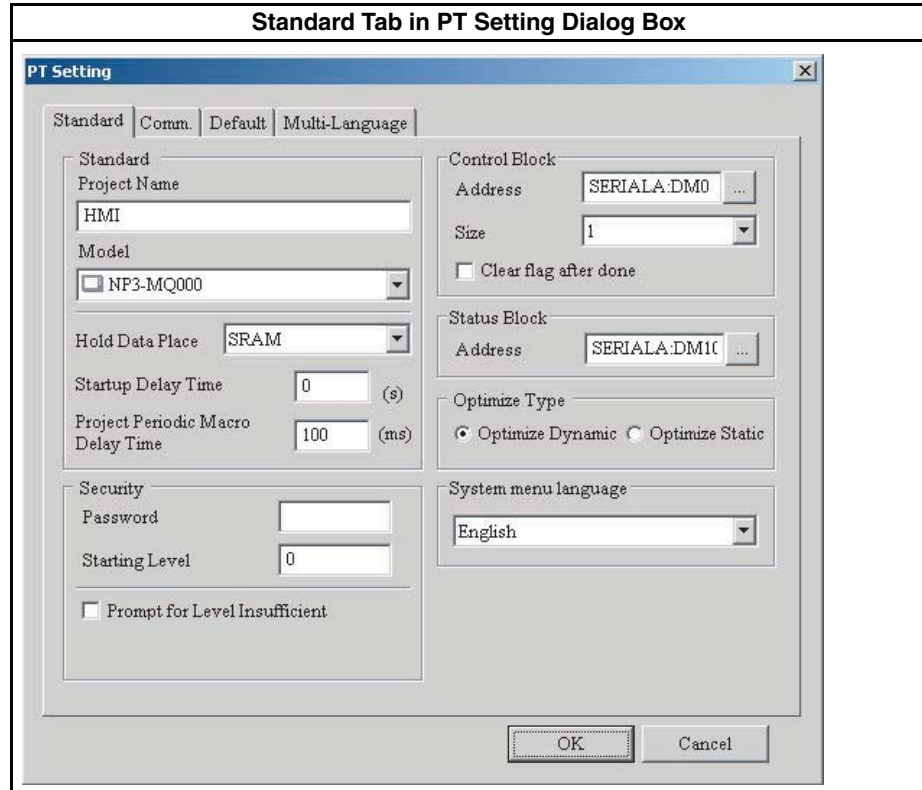 Standard Tab in PT Setting Dialog Box
PT Setting
Standard Comm. Default Multi-Language
Standard
Project Name
HMI
Model
NP3-MQ000
Hold Data Place SRAM
Startup Delay Time 0 (s)
Project Periodic Macro
Delay Time 100 (ms)
Security
Password
Starting Level 0
Prompt for Level Insufficient
Control Block
Address SERIALA:DM0 ...
Size 1
Clear flag after done
Status Block
Address SERIALA:DM10 ...
Optimize Type
Optimize Dynamic Optimize Static
System menu language
English
OK Cancel